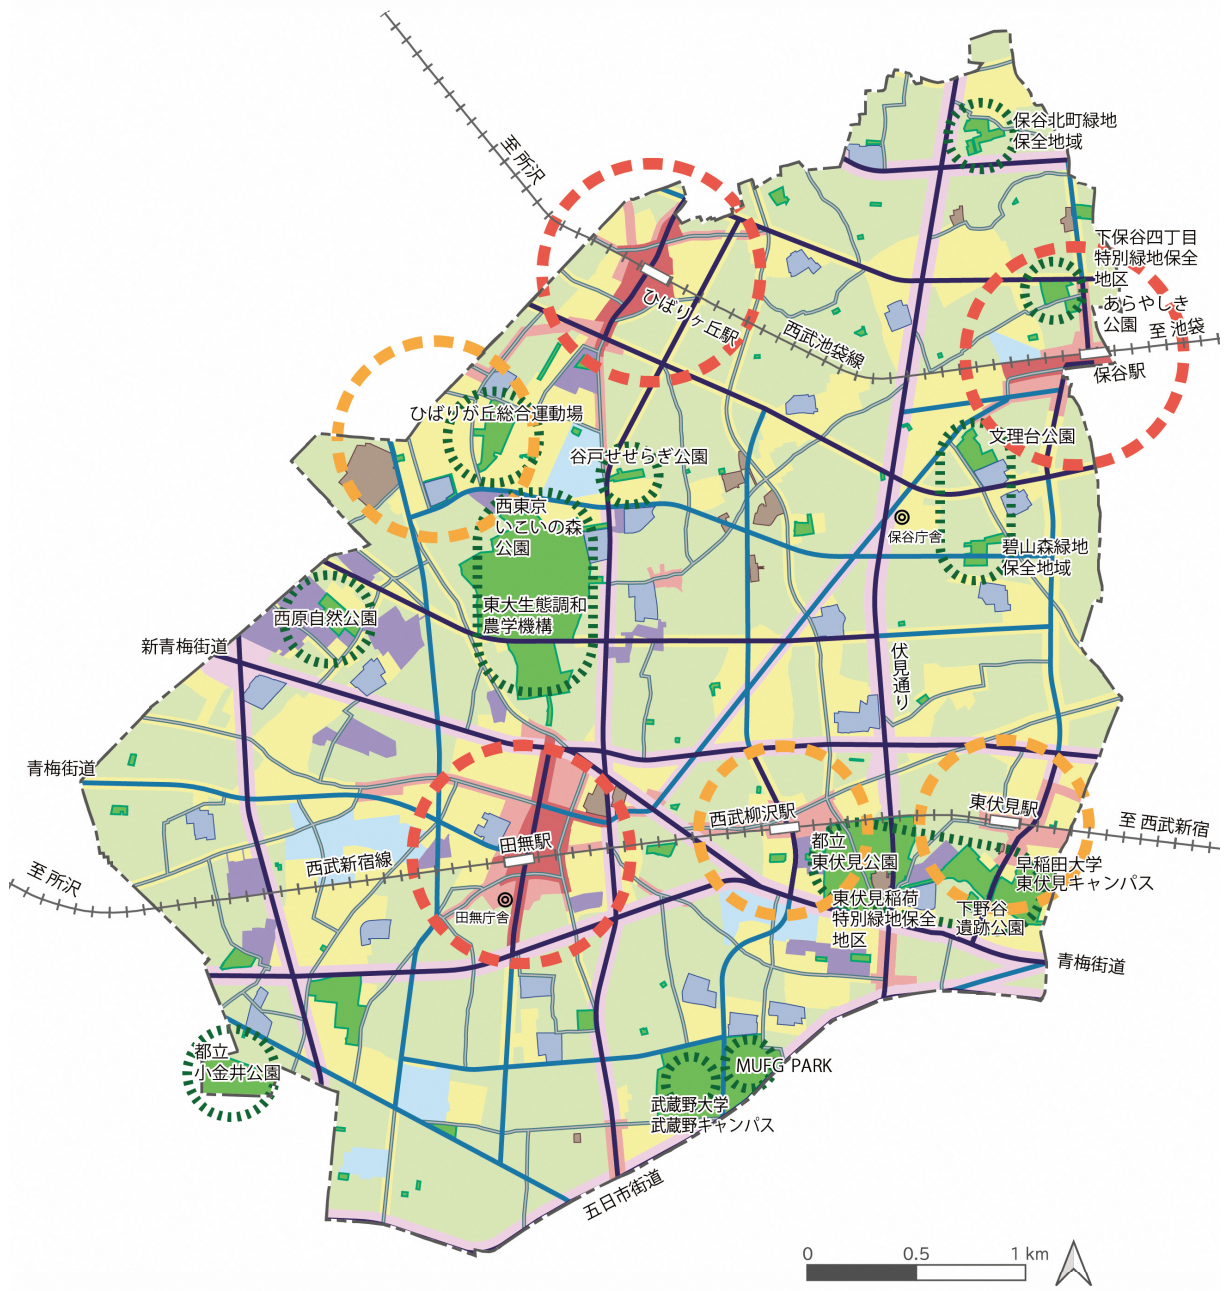 至 所沢
保谷北町緑地
保全地域
下保谷四丁目
特別緑地保全
地区
あらやしき
公園
至 池袋
ひばりヶ丘駅
西武池袋線
保谷駅
ひばりが丘総合運動場
文理台公園
谷戸せせらぎ公園
西東京
いこいの森
公園
保谷庁舎
碧山森緑地
保全地域
東大生態調和
農学機構
西原自然公園
新青梅街道
伏見通り
青梅街道
東伏見駅
西武柳沢駅
至 西武新宿
田無駅
都立
東伏見公園
西武新宿線
至 所沢
早稲田大学
東伏見キャンパス
東伏見稲荷
特別緑地保全
地区
下野谷
遺跡公園
田無庁舎
青梅街道
都立
小金井公園
MUFG PARK
武蔵野大学
武蔵野キャンパス
五日市街道
0 0.5 1 km